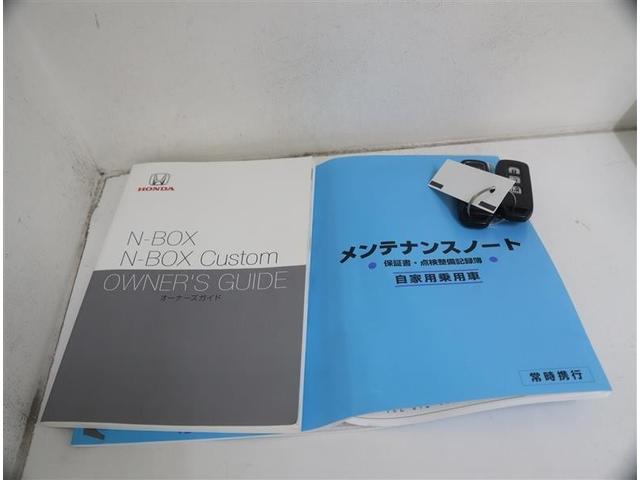 HONDA
N-BOX
N-BOX Custom
OWNER'S GUIDE
オーナーズガイド
メンテナンスノート
保証書・点検整備記録簿
自家用乗用車
常時携行